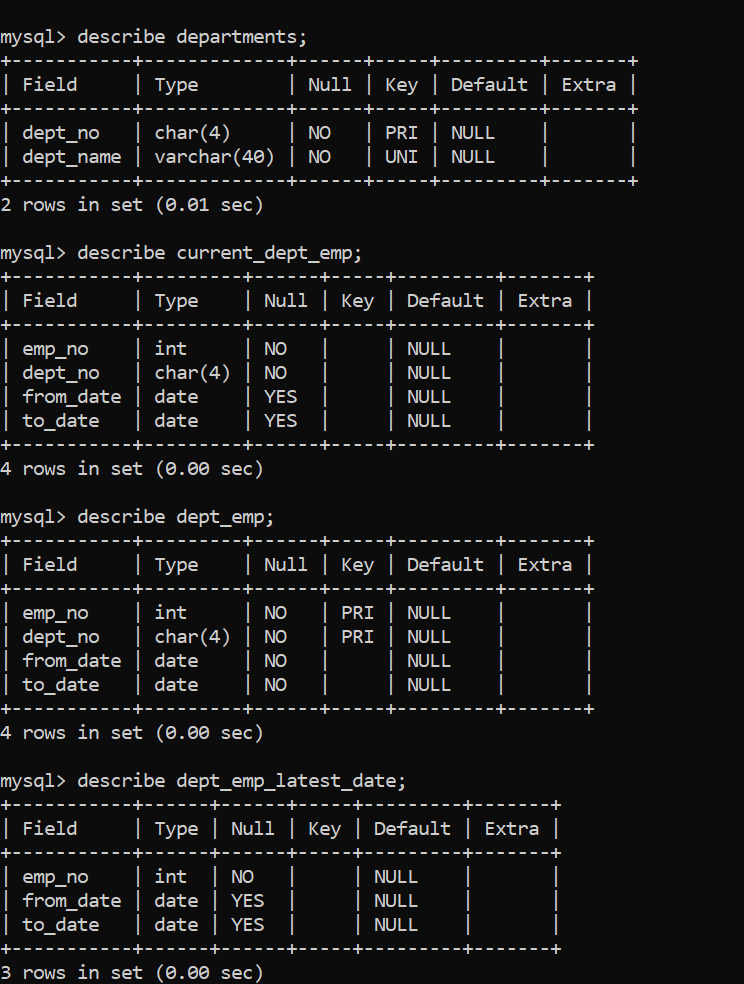 mysql> describe departments;
+-----------+-------------+------+-----+---------+-------+
| Field     | Type        | Null | Key | Default | Extra |
+-----------+-------------+------+-----+---------+-------+
| dept_no   | char(4)     | NO   | PRI | NULL    |       |
| dept_name | varchar(40) | NO   | UNI | NULL    |       |
+-----------+-------------+------+-----+---------+-------+
2 rows in set (0.01 sec)

mysql> describe current_dept_emp;
+-----------+---------+------+-----+---------+-------+
| Field     | Type    | Null | Key | Default | Extra |
+-----------+---------+------+-----+---------+-------+
| emp_no    | int     | NO   |     | NULL    |       |
| dept_no   | char(4) | NO   |     | NULL    |       |
| from_date | date    | YES  |     | NULL    |       |
| to_date   | date    | YES  |     | NULL    |       |
+-----------+---------+------+-----+---------+-------+
4 rows in set (0.00 sec)

mysql> describe dept_emp;
+-----------+---------+------+-----+---------+-------+
| Field     | Type    | Null | Key | Default | Extra |
+-----------+---------+------+-----+---------+-------+
| emp_no    | int     | NO   | PRI | NULL    |       |
| dept_no   | char(4) | NO   | PRI | NULL    |       |
| from_date | date    | NO   |     | NULL    |       |
| to_date   | date    | NO   |     | NULL    |       |
+-----------+---------+------+-----+---------+-------+
4 rows in set (0.00 sec)

mysql> describe dept_emp_latest_date;
+-----------+------+------+-----+---------+-------+
| Field     | Type | Null | Key | Default | Extra |
+-----------+------+------+-----+---------+-------+
| emp_no    | int  | NO   |     | NULL    |       |
| from_date | date | YES  |     | NULL    |       |
| to_date   | date | YES  |     | NULL    |       |
+-----------+------+------+-----+---------+-------+
3 rows in set (0.00 sec)